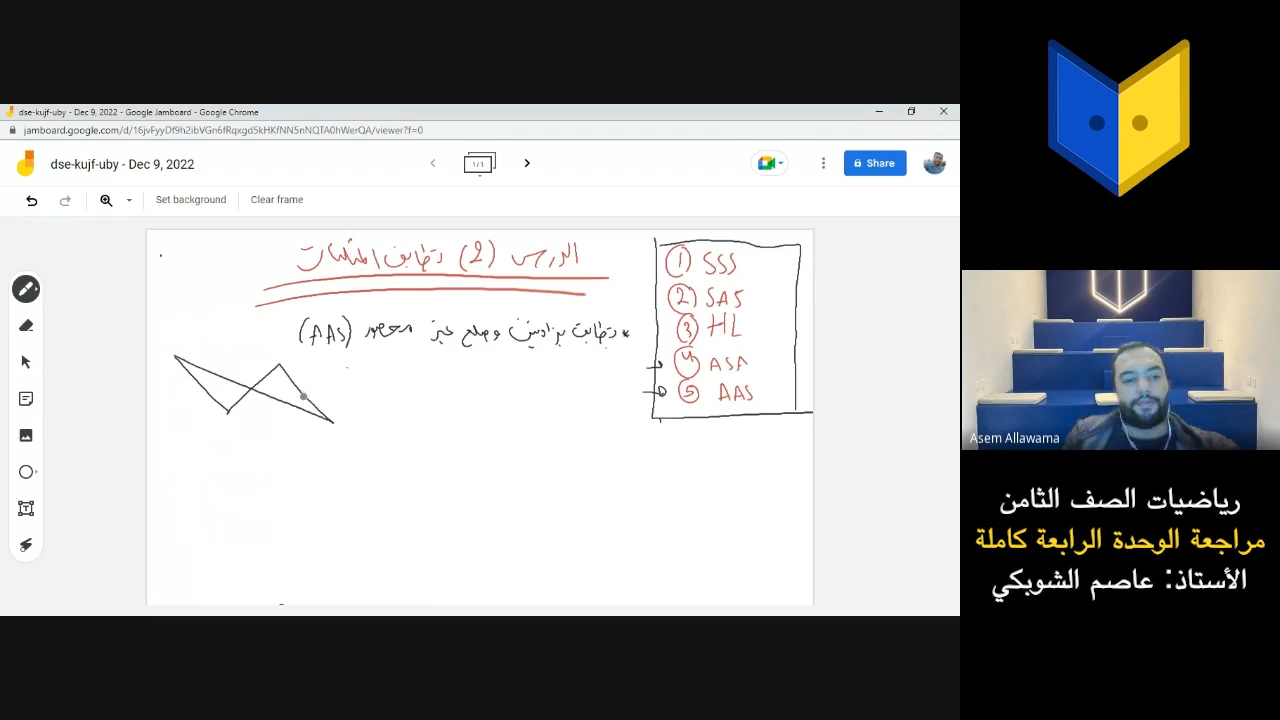 dse-kujf-uby - Dec 9, 2022 - Google Jamboard - Google Chrome
jamboard.google.com/d/16jvFyyDf9h2ibVGn6fRqxgd5kHKfNN5nNQTA0hWerQA/viewer?f=0
dse-kujf-uby - Dec 9, 2022
1/1
Share
Set background
Clear frame
الدرس (2) تطابق المثلثات
* تطابق بزاويتين وضلع غير محصور (AAS)
1 SSS
2 SAS
3 HL
4 ASA
5 AAS
Asem Allawama
رياضيات الصف الثامن
مراجعة الوحدة الرابعة كاملة
الأستاذ: عاصم الشوبكي